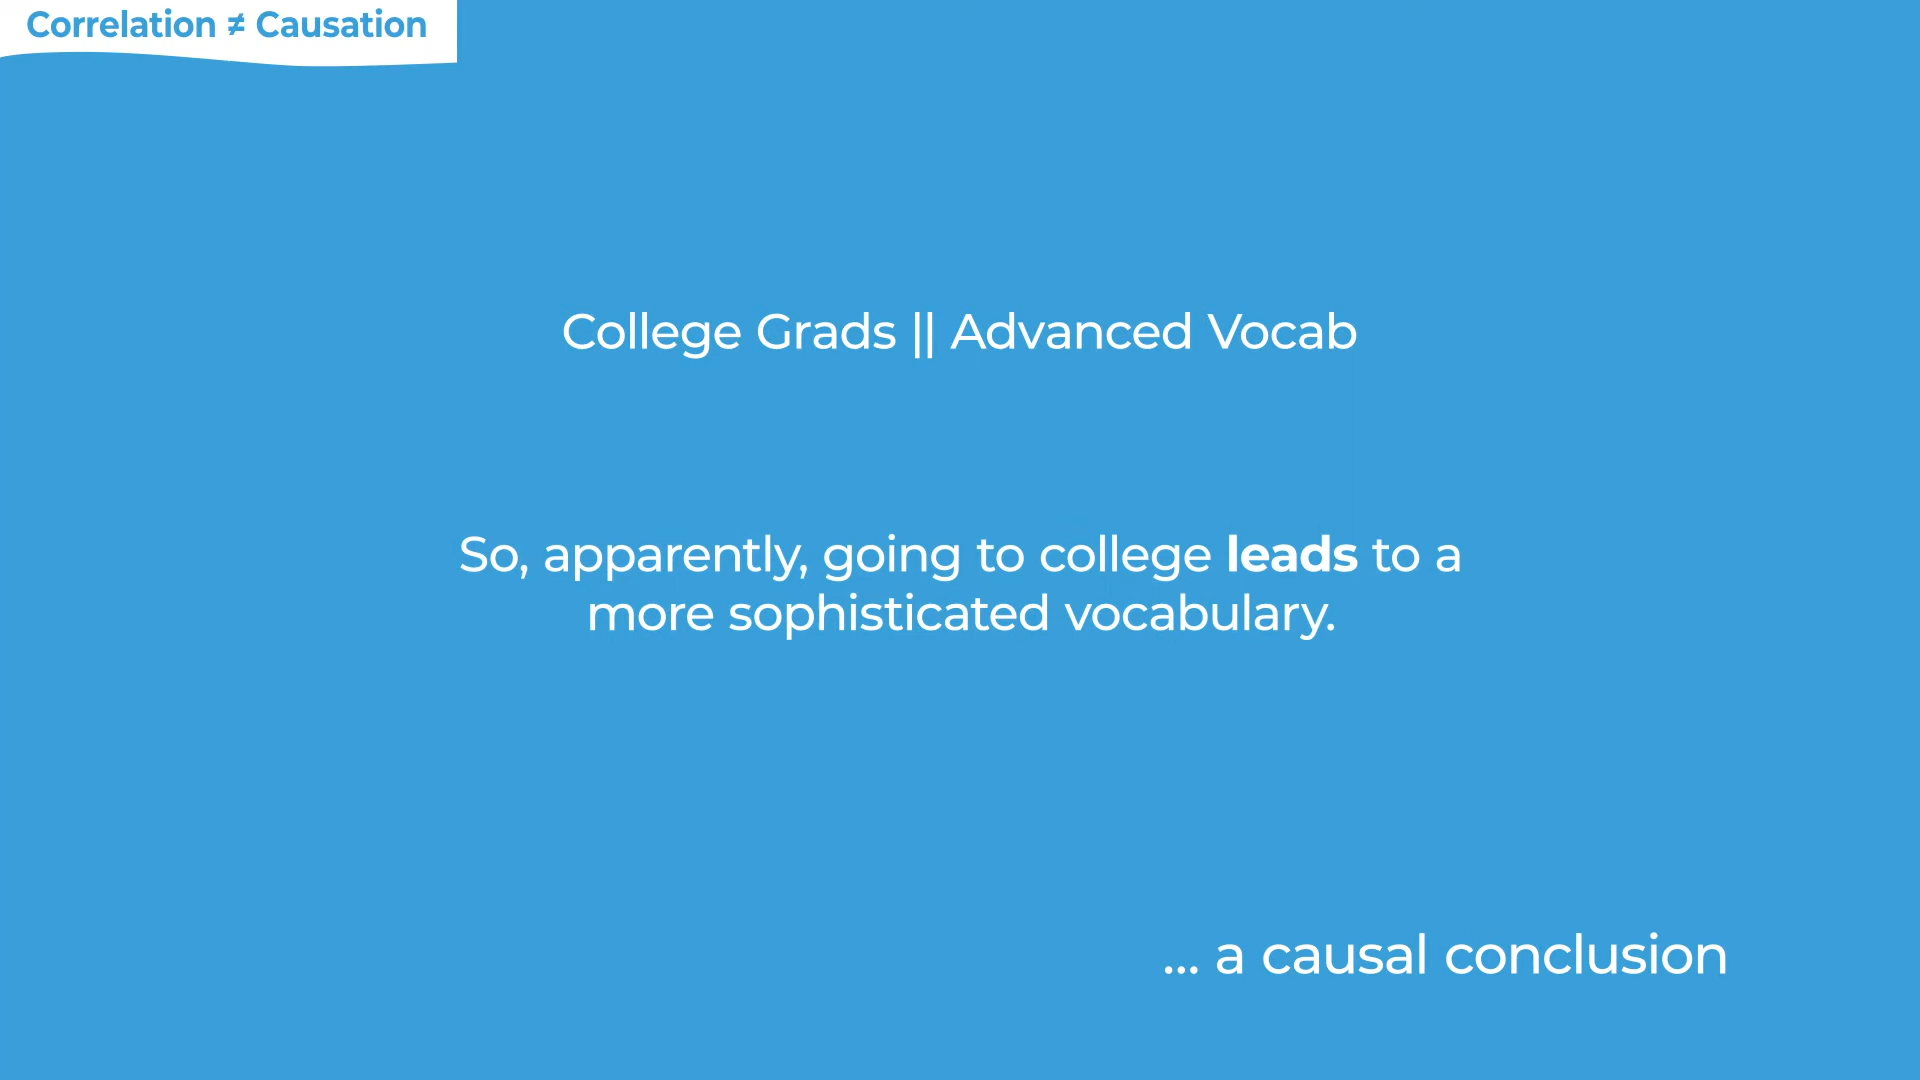 Correlation ≠ Causation
College Grads || Advanced Vocab
So, apparently, going to college leads to a
more sophisticated vocabulary.
... a causal conclusion